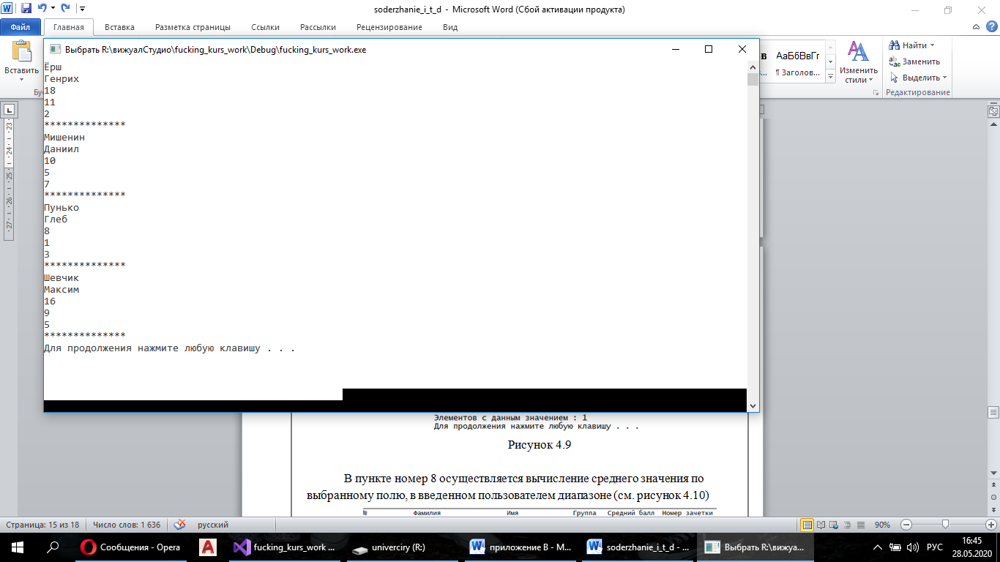 soderzhanie_i_t_d - Microsoft Word (Сбой активации продукта)
Файл Главная Вставка Разметка страницы Ссылки Рассылки Рецензирование Вид
Вставить
АаБбВвГг
¶ Заголов...
Изменить стили
Найти
Заменить
Выделить
Редактирование
Выбрать R:\вижуалСтудио\fucking_kurs_work\Debug\fucking_kurs_work.exe
Ёрш
Генрих
18
11
2
**************
Мишенин
Даниил
10
5
7
**************
Пунько
Глеб
8
1
3
**************
Шевчик
Максим
16
9
5
**************
Для продолжения нажмите любую клавишу . . .
23 24 25 26 27
Элементов с данным значением : 1
Для продолжения нажмите любую клавишу . . .
Рисунок 4.9
В пункте номер 8 осуществляется вычисление среднего значения по
выбранному полю, в введенном пользователем диапазоне (см. рисунок 4.10)
№ Фамилия Имя Группа Средний балл Номер зачетки
Страница: 15 из 18 Число слов: 1 636 русский 90%
Сообщения - Opera fucking_kurs_work ... univerciry (R:) приложение В - M... soderzhanie_i_t_d - ... Выбрать R:\вижуа... РУС 16:45
28.05.2020